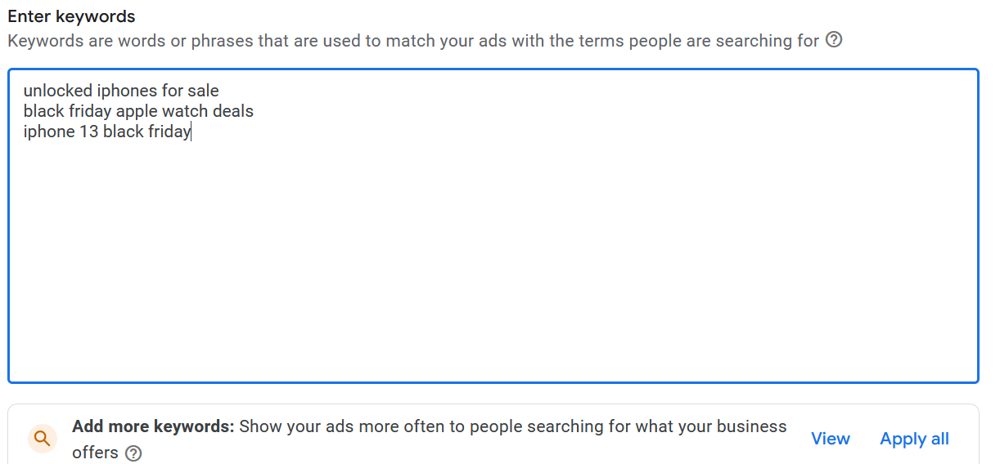 Enter keywords
Keywords are words or phrases that are used to match your ads with the terms people are searching for
unlocked iphones for sale
black friday apple watch deals
iphone 13 black friday
Add more keywords: Show your ads more often to people searching for what your business
offers
View
Apply all